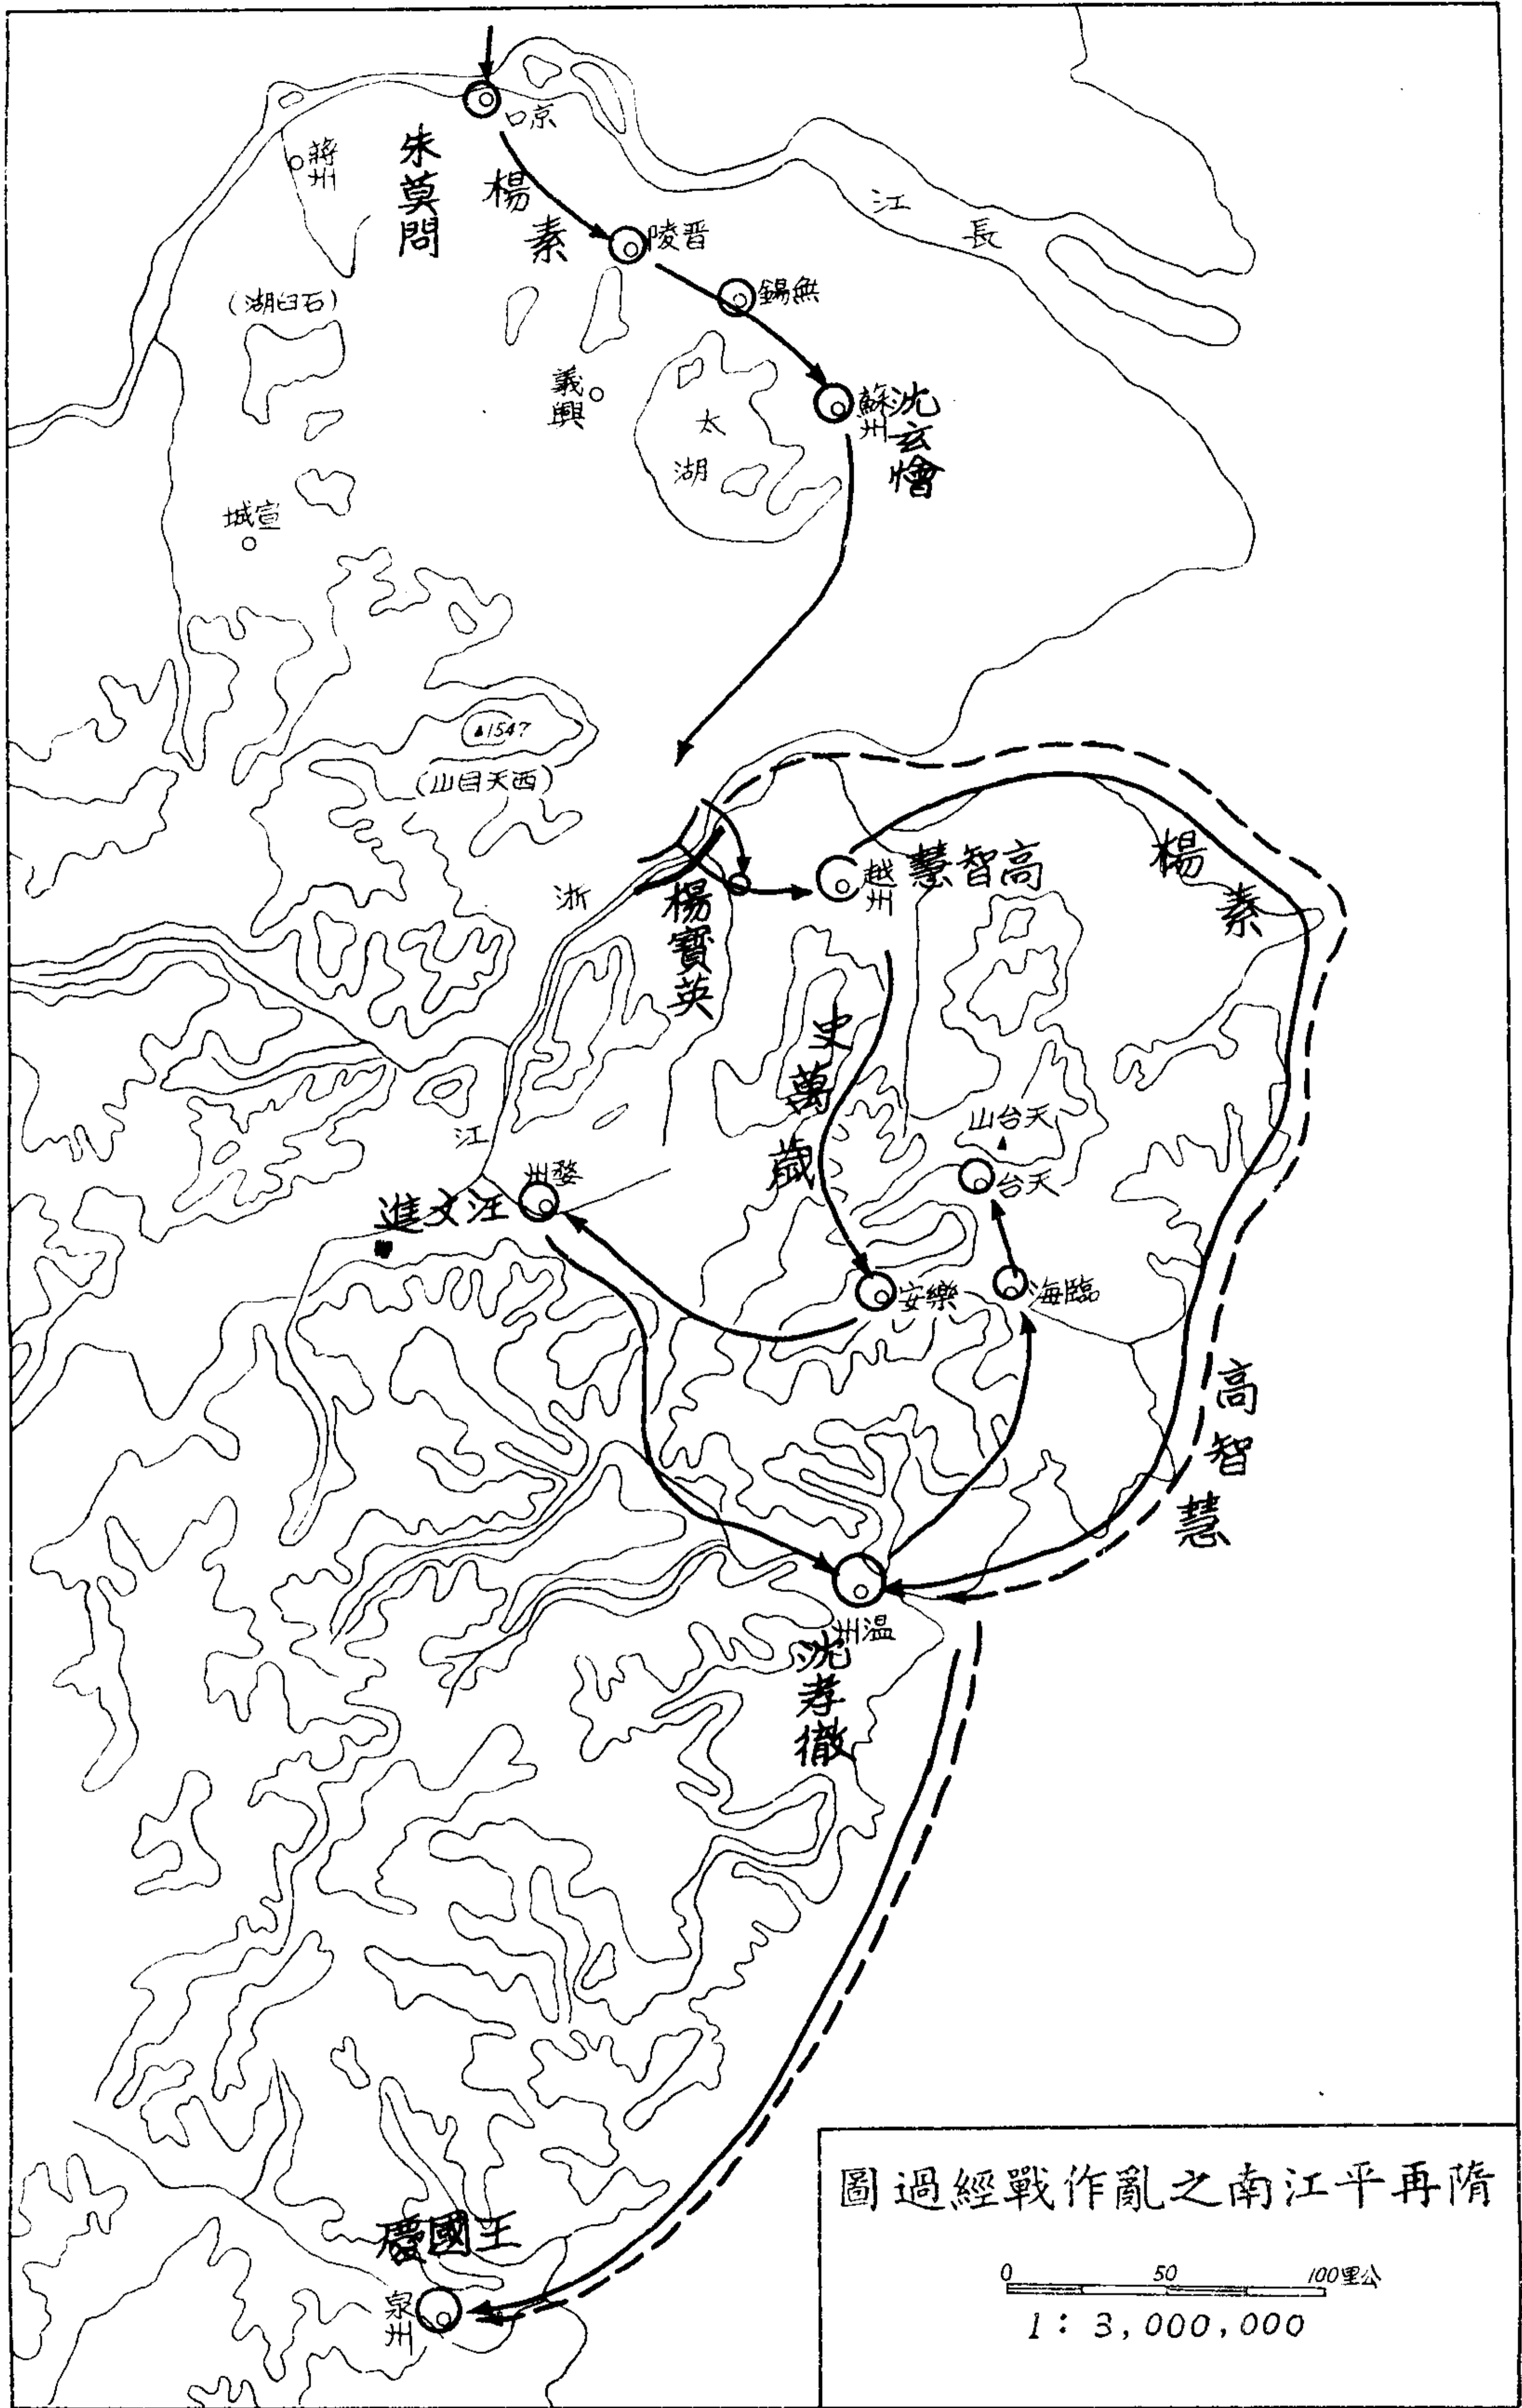 京口
蔣州
朱莫問
楊素
晋陵
無錫
長江
(石臼湖)
義興
太湖
蘇州
沈玄懀
宣城
▲1547
(西天目山)
浙江
楊寶英
越州
高智慧
楊素
史萬歲
天台山
▲
天台
婺州
汪文進
樂安
臨海
高智慧
温州
沈孝徹
王國慶
泉州
隋再平江南之亂作戰經過圖
0 50 100公里
1:3,000,000